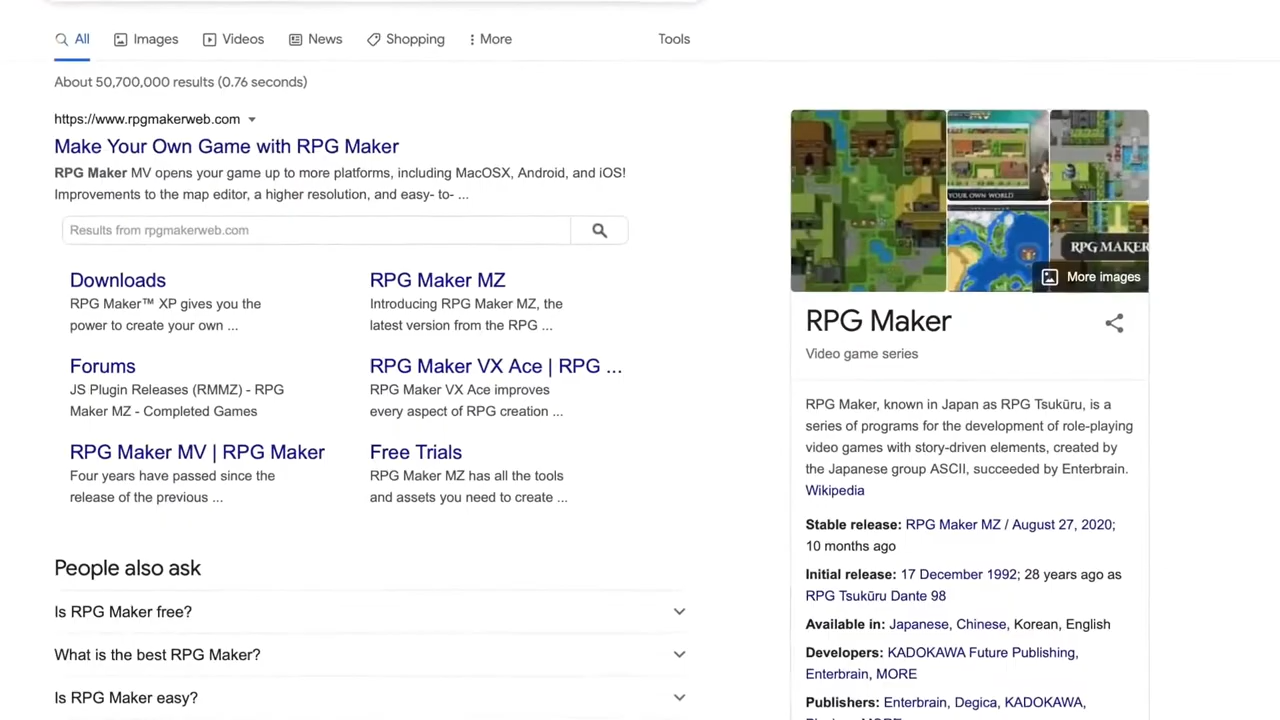 All Images Videos News Shopping More Tools
About 50,700,000 results (0.76 seconds)
https://www.rpgmakerweb.com
Make Your Own Game with RPG Maker
RPG Maker MV opens your game up to more platforms, including MacOSX, Android, and iOS!
Improvements to the map editor, a higher resolution, and easy- to- ...
Results from rpgmakerweb.com
Downloads
RPG Maker™ XP gives you the
power to create your own ...
RPG Maker MZ
Introducing RPG Maker MZ, the
latest version from the RPG ...
Forums
JS Plugin Releases (RMMZ) - RPG
Maker MZ - Completed Games
RPG Maker VX Ace | RPG ...
RPG Maker VX Ace improves
every aspect of RPG creation ...
RPG Maker MV | RPG Maker
Four years have passed since the
release of the previous ...
Free Trials
RPG Maker MZ has all the tools
and assets you need to create ...
People also ask
Is RPG Maker free?
What is the best RPG Maker?
Is RPG Maker easy?
YOUR OWN WORLD
RPG MAKER
More images
RPG Maker
Video game series
RPG Maker, known in Japan as RPG Tsukūru, is a
series of programs for the development of role-playing
video games with story-driven elements, created by
the Japanese group ASCII, succeeded by Enterbrain.
Wikipedia
Stable release: RPG Maker MZ / August 27, 2020;
10 months ago
Initial release: 17 December 1992; 28 years ago as
RPG Tsukūru Dante 98
Available in: Japanese, Chinese, Korean, English
Developers: KADOKAWA Future Publishing,
Enterbrain, MORE
Publishers: Enterbrain, Degica, KADOKAWA,